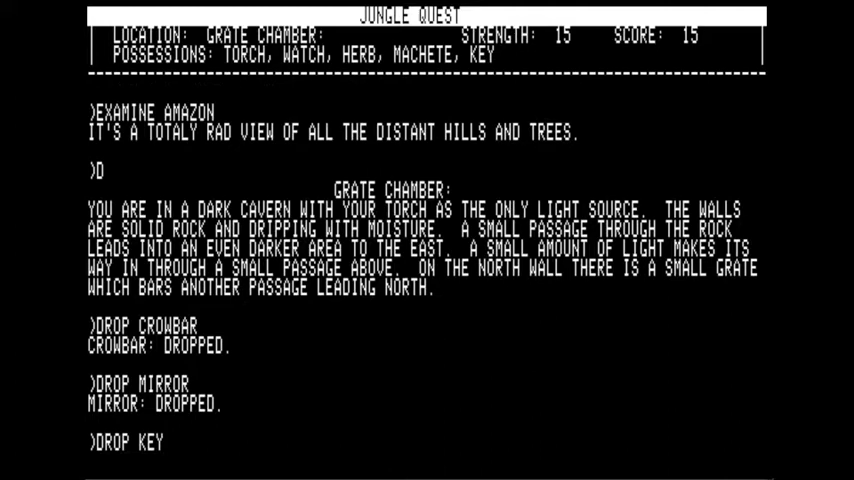 JUNGLE QUEST
LOCATION: GRATE CHAMBER: STRENGTH: 15 SCORE: 15
POSSESSIONS: TORCH, WATCH, HERB, MACHETE, KEY
>EXAMINE AMAZON
IT'S A TOTALY RAD VIEW OF ALL THE DISTANT HILLS AND TREES.
>D
GRATE CHAMBER:
YOU ARE IN A DARK CAVERN WITH YOUR TORCH AS THE ONLY LIGHT SOURCE. THE WALLS
ARE SOLID ROCK AND DRIPPING WITH MOISTURE. A SMALL PASSAGE THROUGH THE ROCK
LEADS INTO AN EVEN DARKER AREA TO THE EAST. A SMALL AMOUNT OF LIGHT MAKES ITS
WAY IN THROUGH A SMALL PASSAGE ABOVE. ON THE NORTH WALL THERE IS A SMALL GRATE
WHICH BARS ANOTHER PASSAGE LEADING NORTH.
>DROP CROWBAR
CROWBAR: DROPPED.
>DROP MIRROR
MIRROR: DROPPED.
>DROP KEY